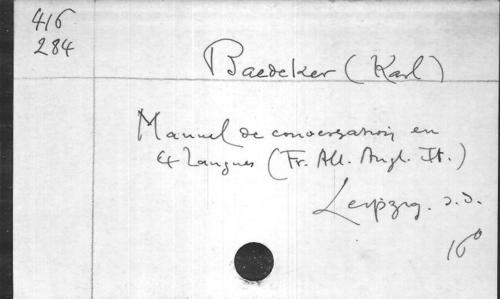 416
284
Baedeker (Karl)
Manuel de conversation en
4 Langues (Fr. All. Angl. It.)
Leipzig. s.d.
16°